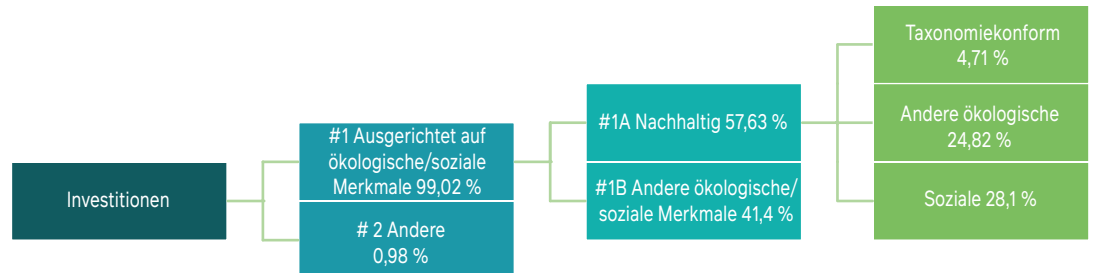 Investitionen
#1 Ausgerichtet auf
ökologische/soziale
Merkmale 99,02 %
# 2 Andere
0,98 %
#1A Nachhaltig 57,63 %
#1B Andere ökologische/
soziale Merkmale 41,4 %
Taxonomiekonform
4,71 %
Andere ökologische
24,82 %
Soziale 28,1 %